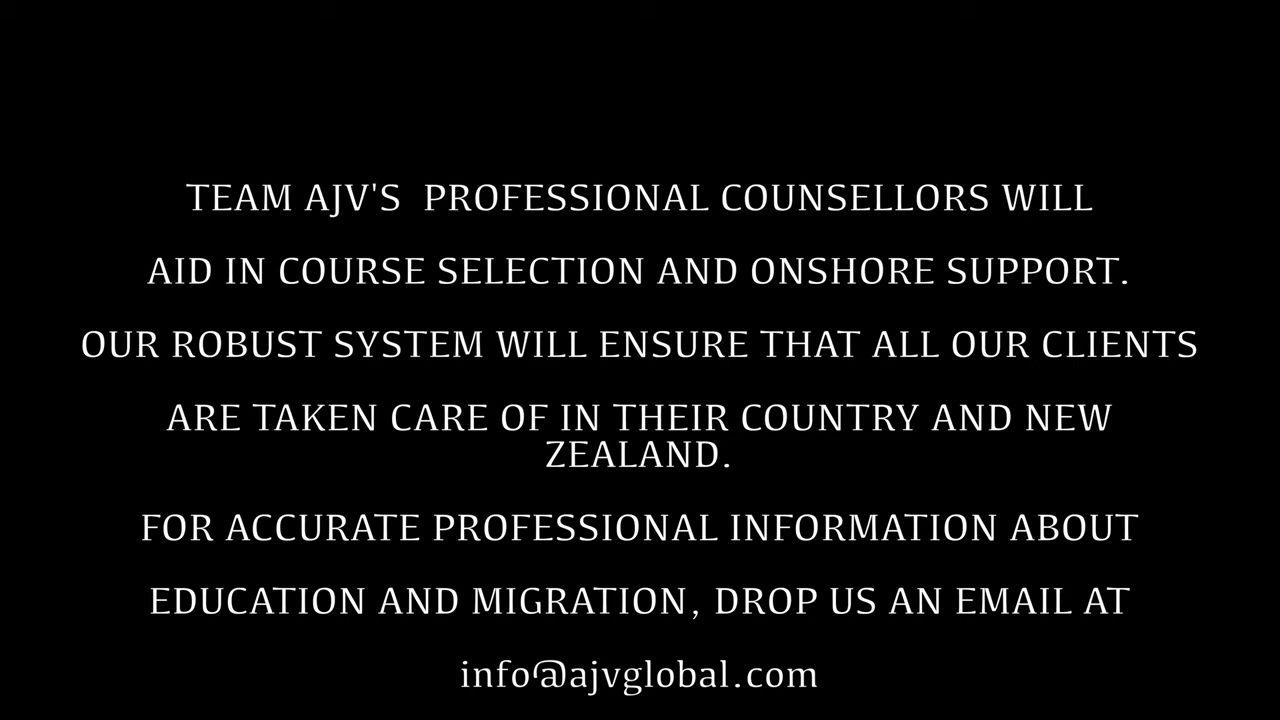 TEAM AJV'S  PROFESSIONAL COUNSELLORS WILL
AID IN COURSE SELECTION AND ONSHORE SUPPORT.
OUR ROBUST SYSTEM WILL ENSURE THAT ALL OUR CLIENTS
ARE TAKEN CARE OF IN THEIR COUNTRY AND NEW
ZEALAND.
FOR ACCURATE PROFESSIONAL INFORMATION ABOUT
EDUCATION AND MIGRATION, DROP US AN EMAIL AT
info@ajvglobal.com